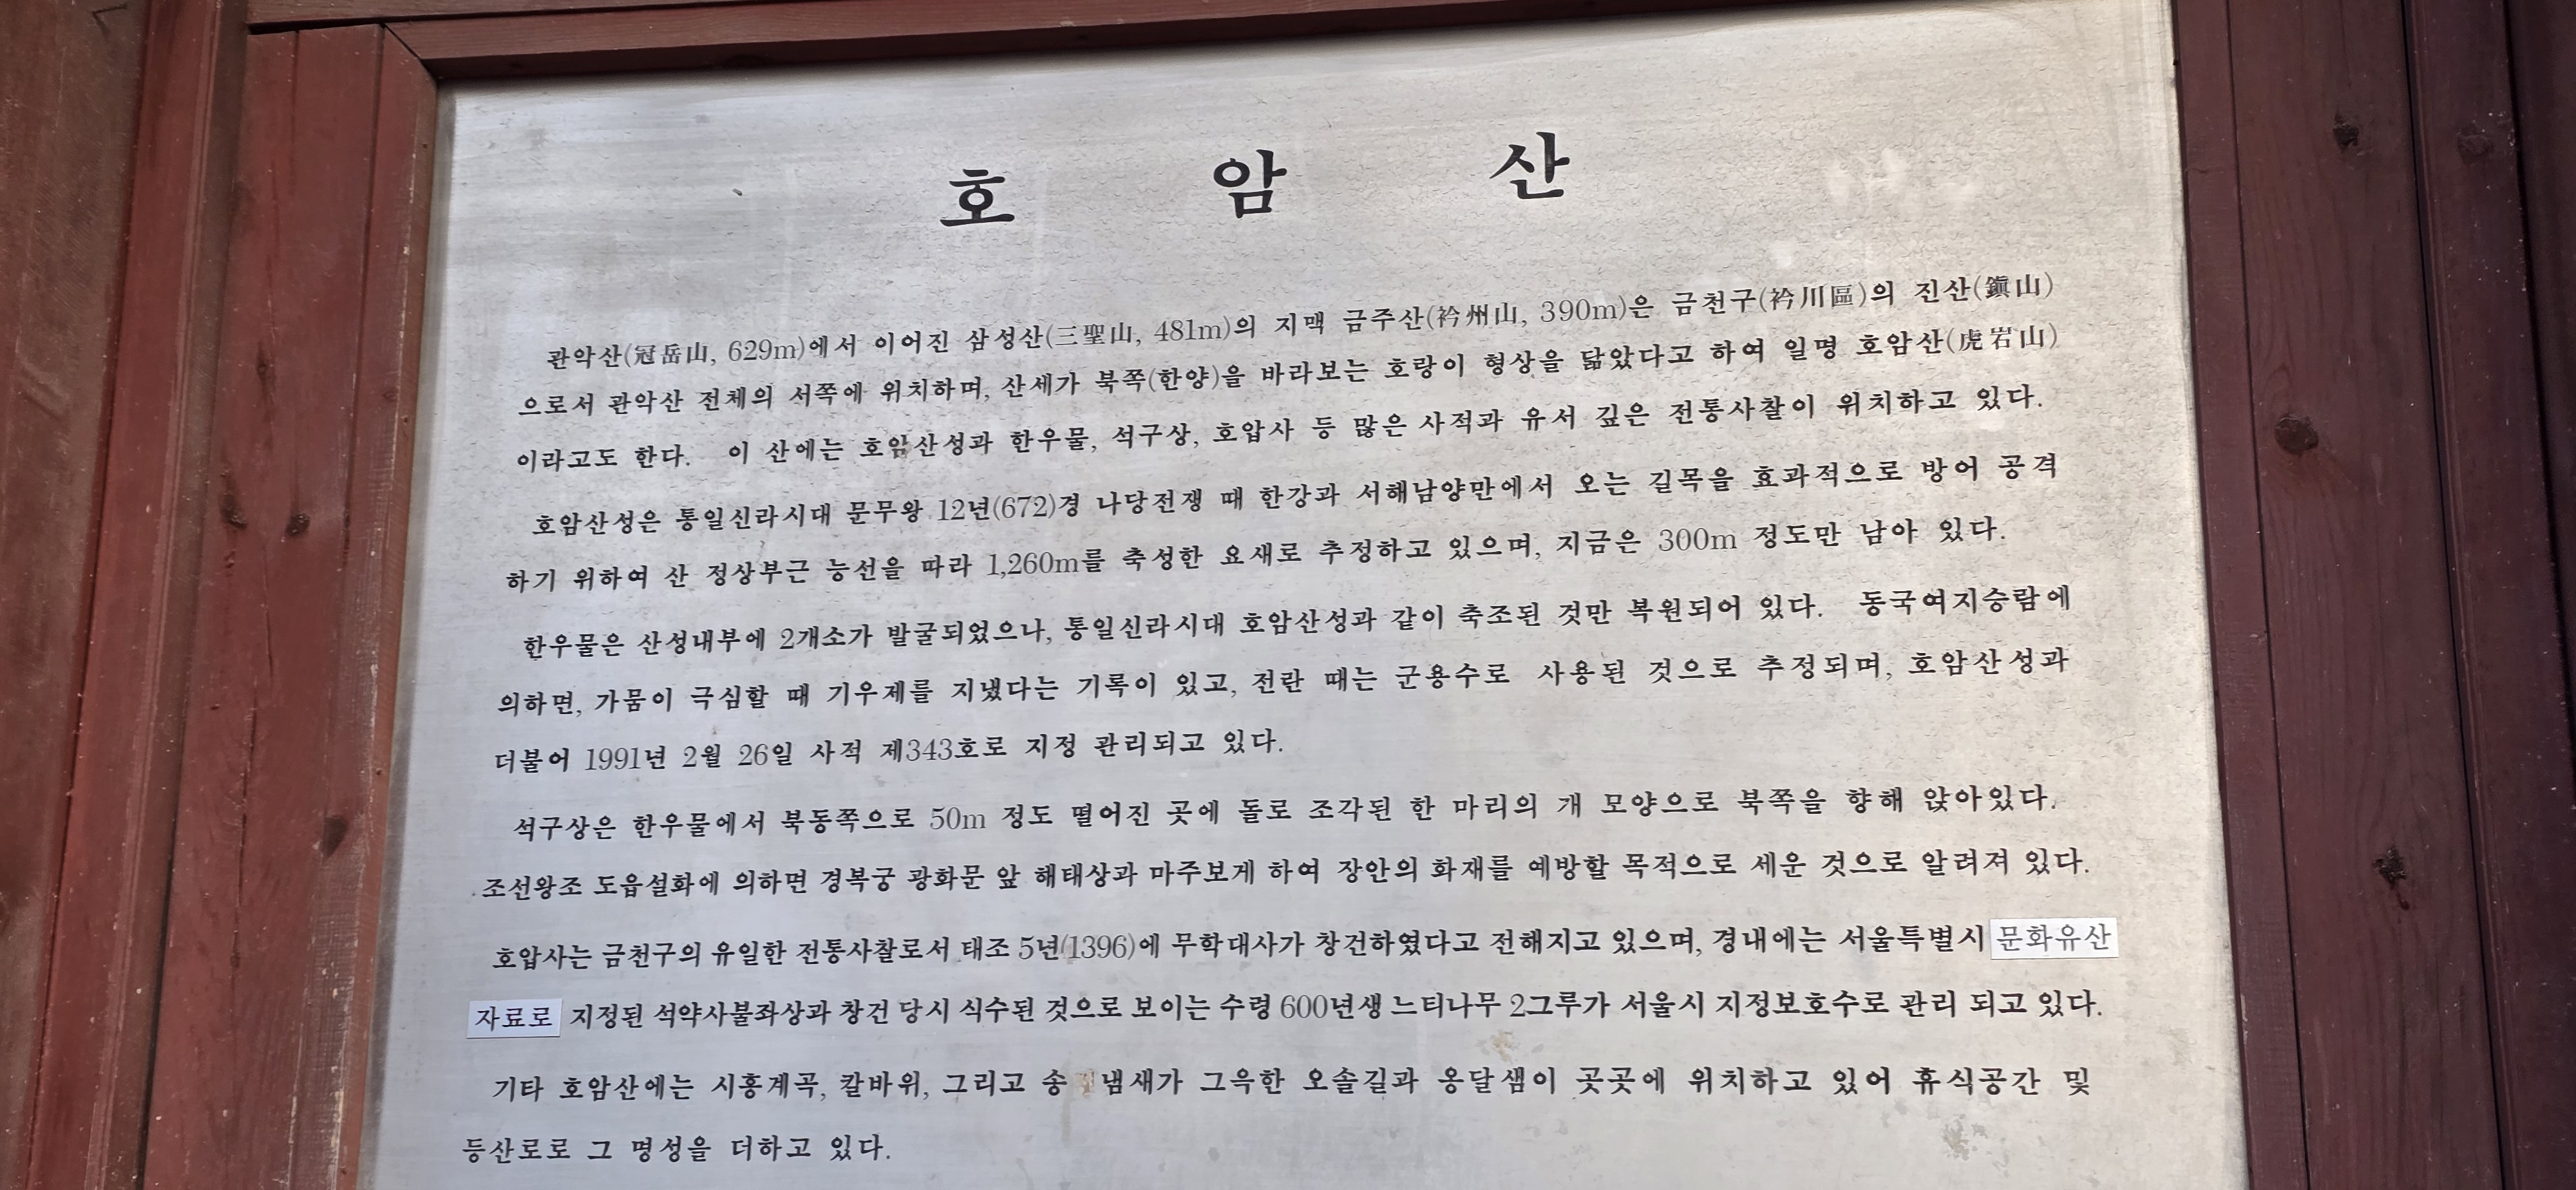 호 암 산
관악산(冠岳山, 629m)에서 이어진 삼성산(三聖山, 481m)의 지맥 금주산(衿州山, 390m)은 금천구(衿川區)의 진산(鎭山)
으로서 관악산 전체의 서쪽에 위치하며, 산세가 북쪽(한양)을 바라보는 호랑이 형상을 닮았다고 하여 일명 호암산(虎岩山)
이라고도 한다. 이 산에는 호암산성과 한우물, 석구상, 호압사 등 많은 사적과 유서 깊은 전통사찰이 위치하고 있다.
호암산성은 통일신라시대 문무왕 12년(672)경 나당전쟁 때 한강과 서해남양만에서 오는 길목을 효과적으로 방어 공격
하기 위하여 산 정상부근 능선을 따라 1,260m를 축성한 요새로 추정하고 있으며, 지금은 300m 정도만 남아 있다.
한우물은 산성내부에 2개소가 발굴되었으나, 통일신라시대 호암산성과 같이 축조된 것만 복원되어 있다. 동국여지승람에
의하면, 가뭄이 극심할 때 기우제를 지냈다는 기록이 있고, 전란 때는 군용수로 사용된 것으로 추정되며, 호암산성과
더불어 1991년 2월 26일 사적 제343호로 지정 관리되고 있다.
석구상은 한우물에서 북동쪽으로 50m 정도 떨어진 곳에 돌로 조각된 한 마리의 개 모양으로 북쪽을 향해 앉아있다.
조선왕조 도읍설화에 의하면 경복궁 광화문 앞 해태상과 마주보게 하여 장안의 화재를 예방할 목적으로 세운 것으로 알려져 있다.
호압사는 금천구의 유일한 전통사찰로서 태조 5년(1396)에 무학대사가 창건하였다고 전해지고 있으며, 경내에는 서울특별시 문화유산
자료로 지정된 석약사불좌상과 창건 당시 식수된 것으로 보이는 수령 600년생 느티나무 2그루가 서울시 지정보호수로 관리 되고 있다.
기타 호암산에는 시흥계곡, 칼바위, 그리고 송 냄새가 그윽한 오솔길과 옹달샘이 곳곳에 위치하고 있어 휴식공간 및
등산로로 그 명성을 더하고 있다.